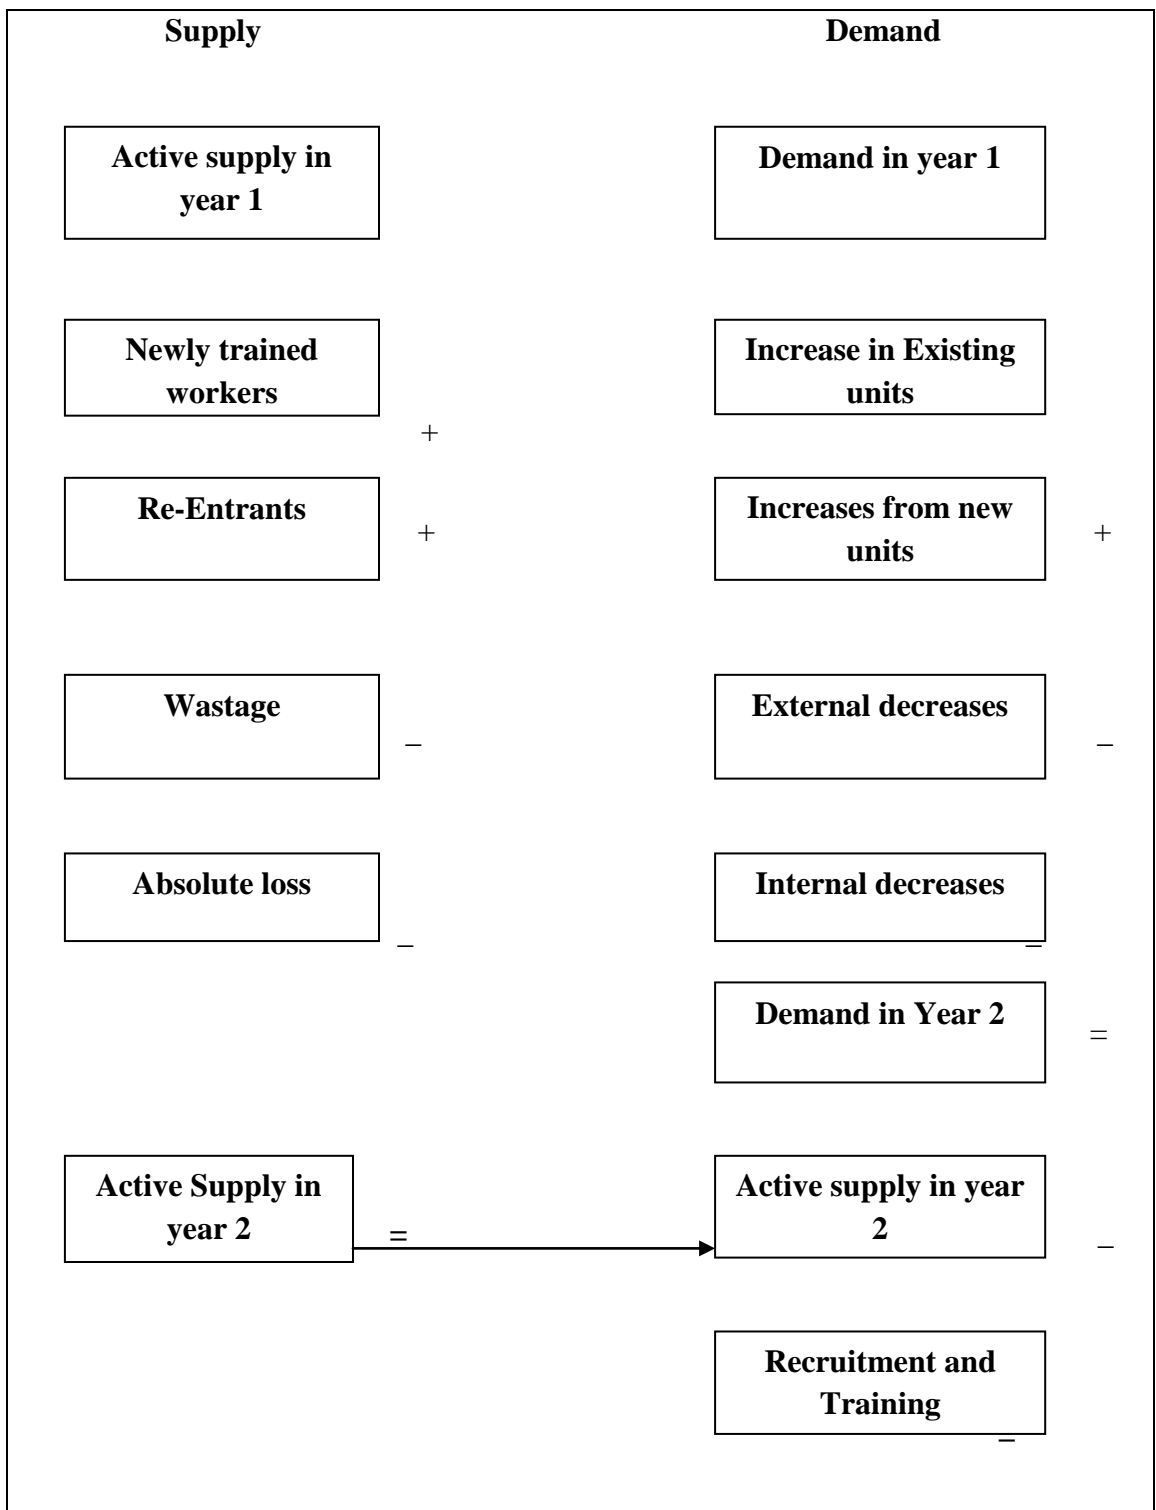 Supply
Demand
Active supply in
year 1
Demand in year 1
Newly trained
workers
+
Increase in Existing
units
Re-Entrants
+
Increases from new
units
+
Wastage
–
External decreases
–
Absolute loss
–
Internal decreases
–
Demand in Year 2
=
Active Supply in
year 2
=
Active supply in year
2
–
Recruitment and
Training
–